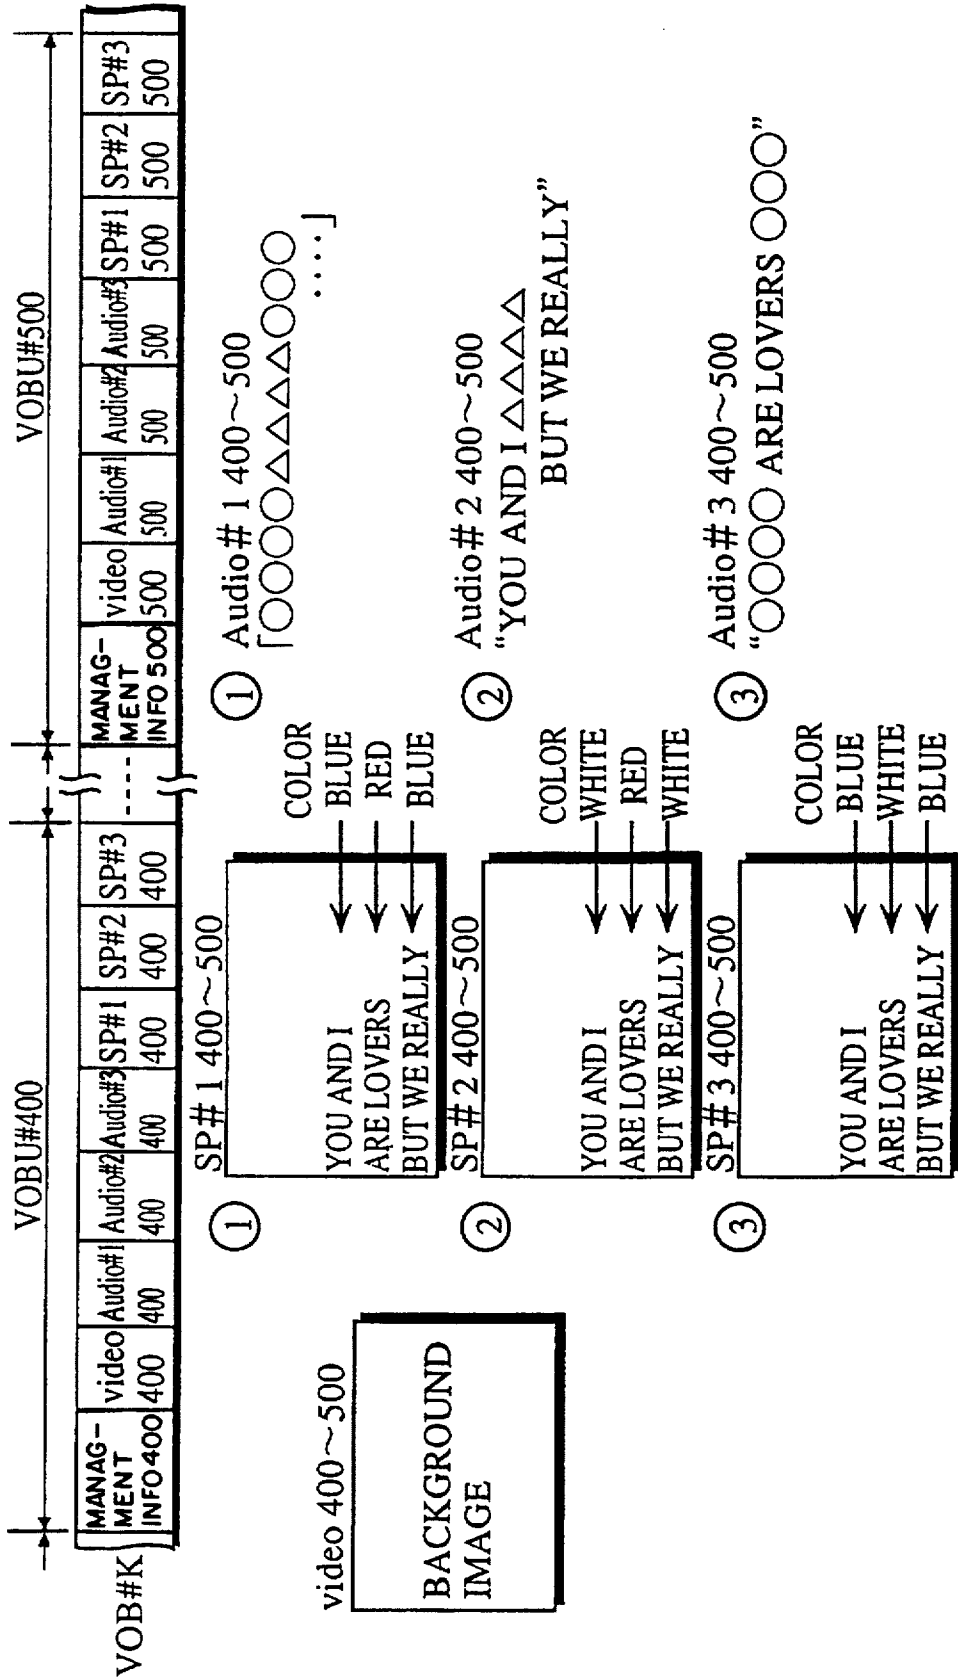 VOBU#400
VOBU#500
VOB#K
MANAG-
MENT
INFO400
video
400
Audio#1
400
Audio#2
400
Audio#3
400
SP#1
400
SP#2
400
SP#3
400
----
MANAG-
MENT
INFO 500
video
500
Audio#1
500
Audio#2
500
Audio#3
500
SP#1
500
SP#2
500
SP#3
500
video 400~500
BACKGROUND
IMAGE
① SP# 1 400~500
YOU AND I
ARE LOVERS
BUT WE REALLY
COLOR
BLUE
RED
BLUE
② SP# 2 400~500
YOU AND I
ARE LOVERS
BUT WE REALLY
COLOR
WHITE
RED
WHITE
③ SP# 3 400~500
YOU AND I
ARE LOVERS
BUT WE REALLY
COLOR
BLUE
WHITE
BLUE
① Audio# 1 400~500
「○○○○△△△△△○○○
·····」
② Audio# 2 400~500
“YOU AND I △△△△
BUT WE REALLY”
③ Audio# 3 400~500
“○○○○ ARE LOVERS ○○○”